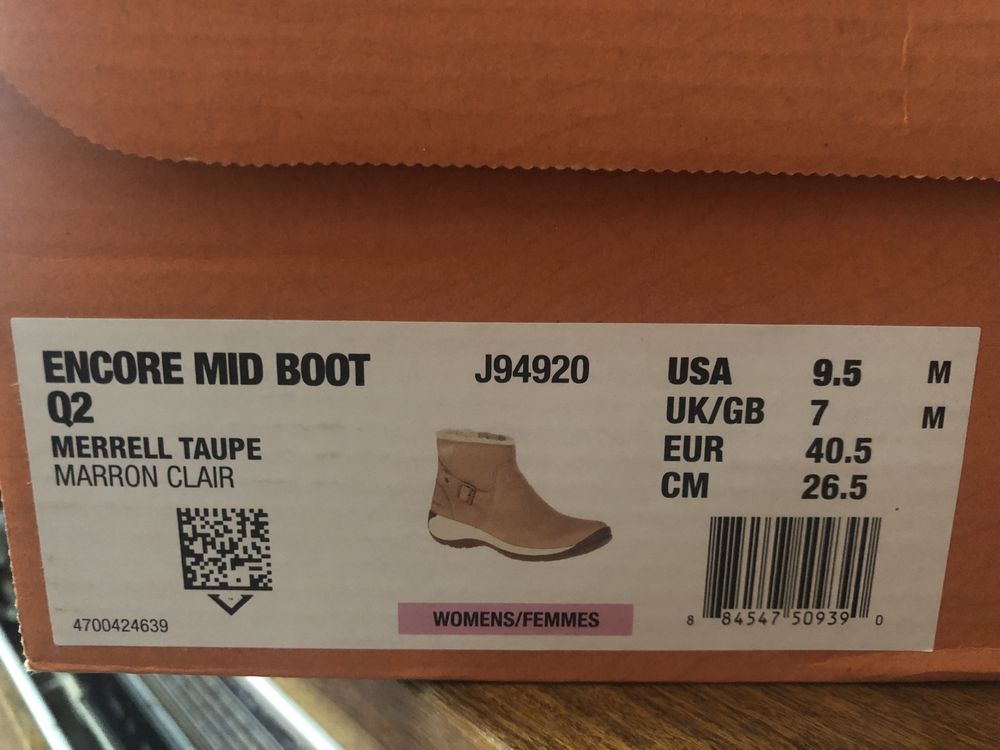 ENCORE MID BOOT
Q2
MERRELL TAUPE
MARRON CLAIR
4700424639
J94920
WOMENS/FEMMES
USA 9.5 M
UK/GB 7 M
EUR 40.5
CM 26.5
8 84547 50939 0